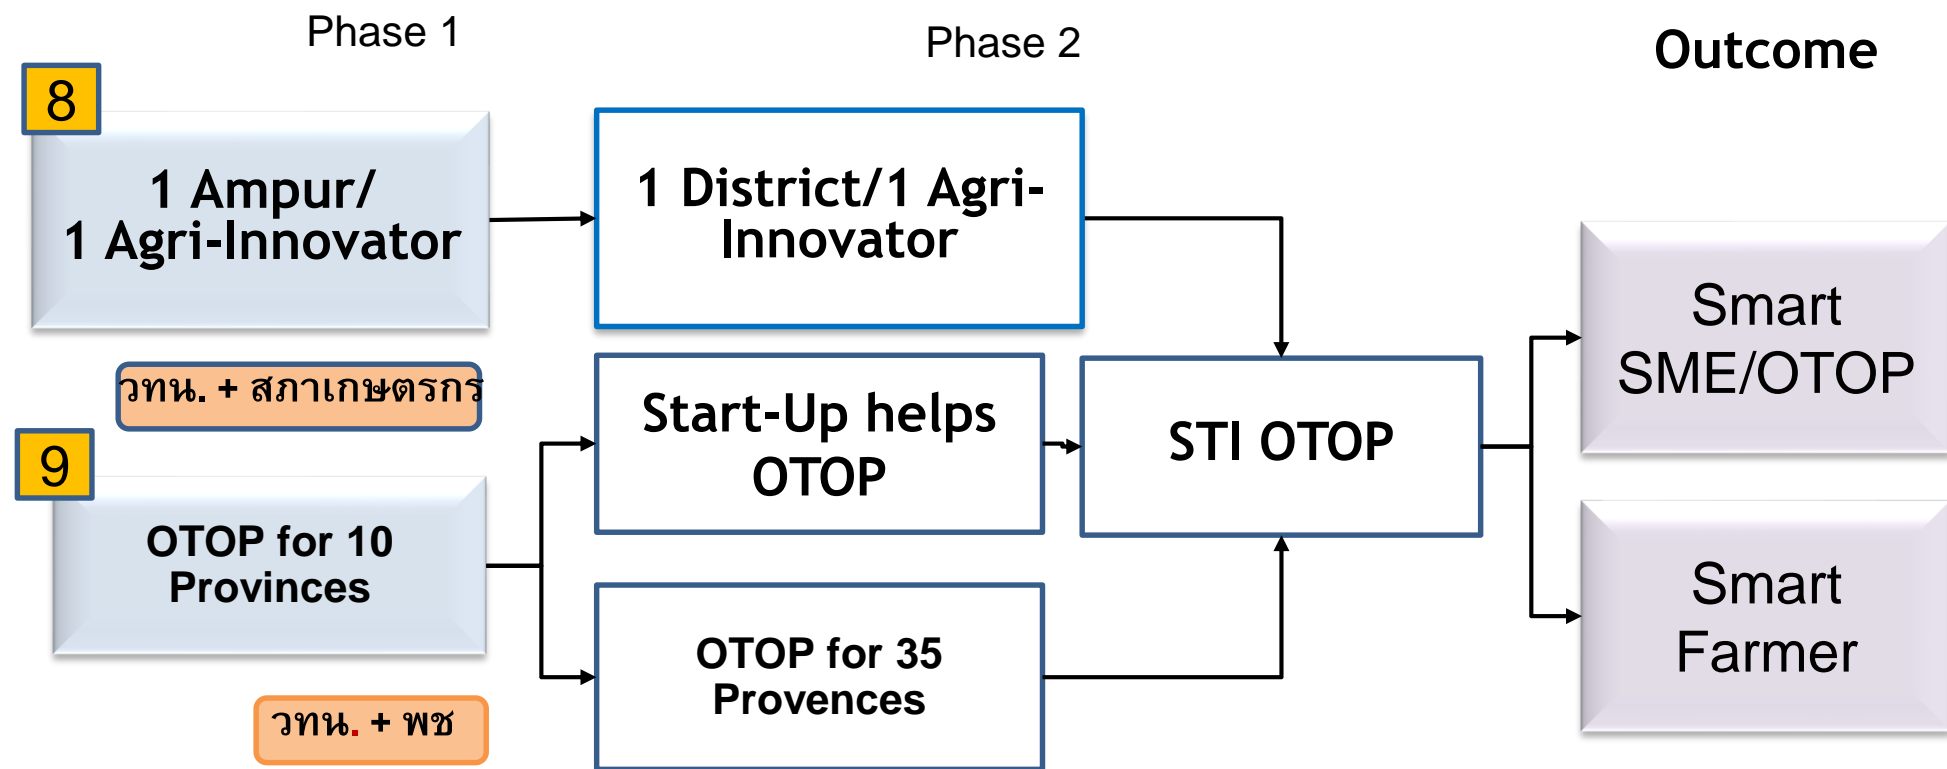 Phase 1
Phase 2
Outcome
8
1 Ampur/
1 Agri-Innovator
1 District/1 Agri-
Innovator
วทน. + สภาเกษตรกร
Start-Up helps
OTOP
STI OTOP
Smart
SME/OTOP
9
OTOP for 10
Provinces
OTOP for 35
Provences
Smart
Farmer
วทน. + พช